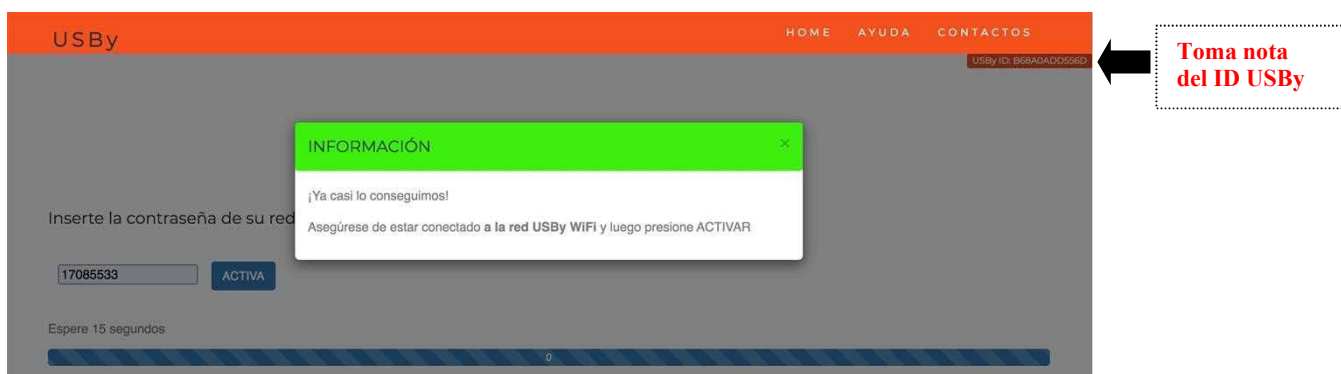 USBy
HOME AYUDA CONTACTOS
USBy ID: B68A0ADD556D
Toma nota
del ID USBy
INFORMACIÓN
×
¡Ya casi lo conseguimos!
Asegúrese de estar conectado a la red USBy WiFi y luego presione ACTIVAR
Inserte la contraseña de su red
17085533
ACTIVA
Espere 15 segundos
0